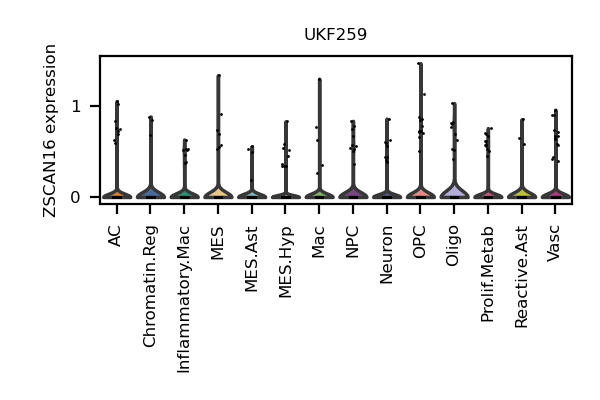 UKF259
ZSCAN16 expression
1
0
AC
Chromatin.Reg
Inflammatory.Mac
MES
MES.Ast
MES.Hyp
Mac
NPC
Neuron
OPC
Oligo
Prolif.Metab
Reactive.Ast
Vasc